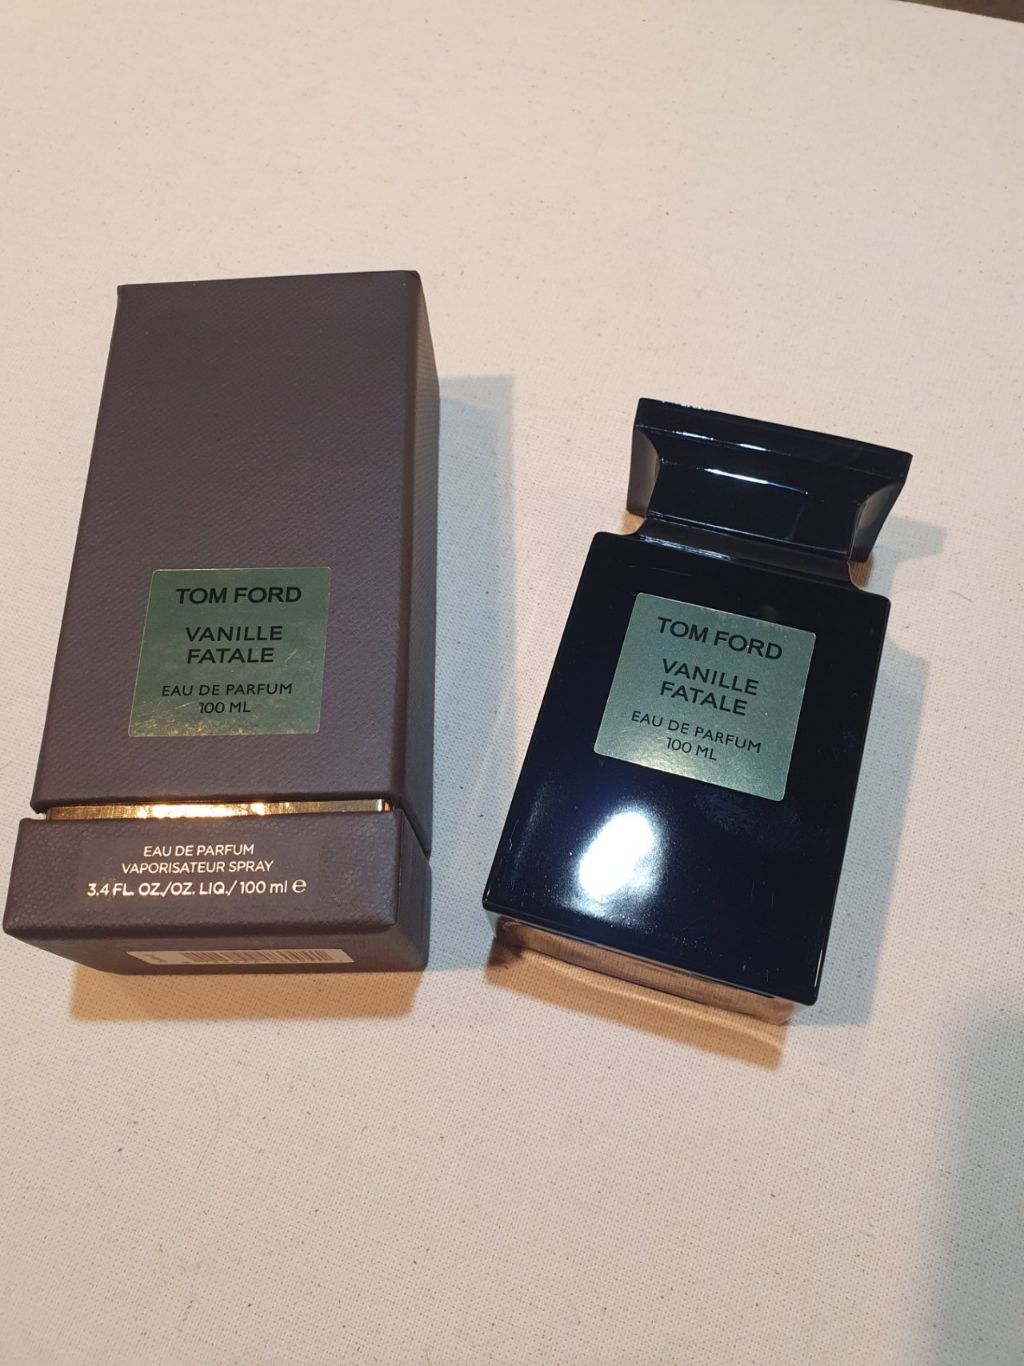 TOM FORD
VANILLE
FATALE
EAU DE PARFUM
100 ML
EAU DE PARFUM
VAPORISATEUR SPRAY
3.4 FL. OZ./OZ. LIQ./ 100 ml ℮
TOM FORD
VANILLE
FATALE
EAU DE PARFUM
100 ML